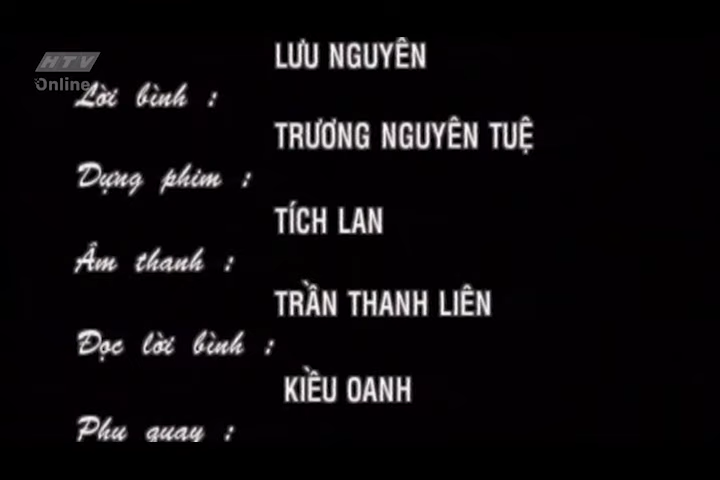 LƯU NGUYÊN
HTV
Online
Lời bình :
TRƯƠNG NGUYÊN TUỆ
Dựng phim :
TÍCH LAN
Âm thanh :
TRẦN THANH LIÊN
Đọc lời bình :
KIỀU OANH
Phụ quay :